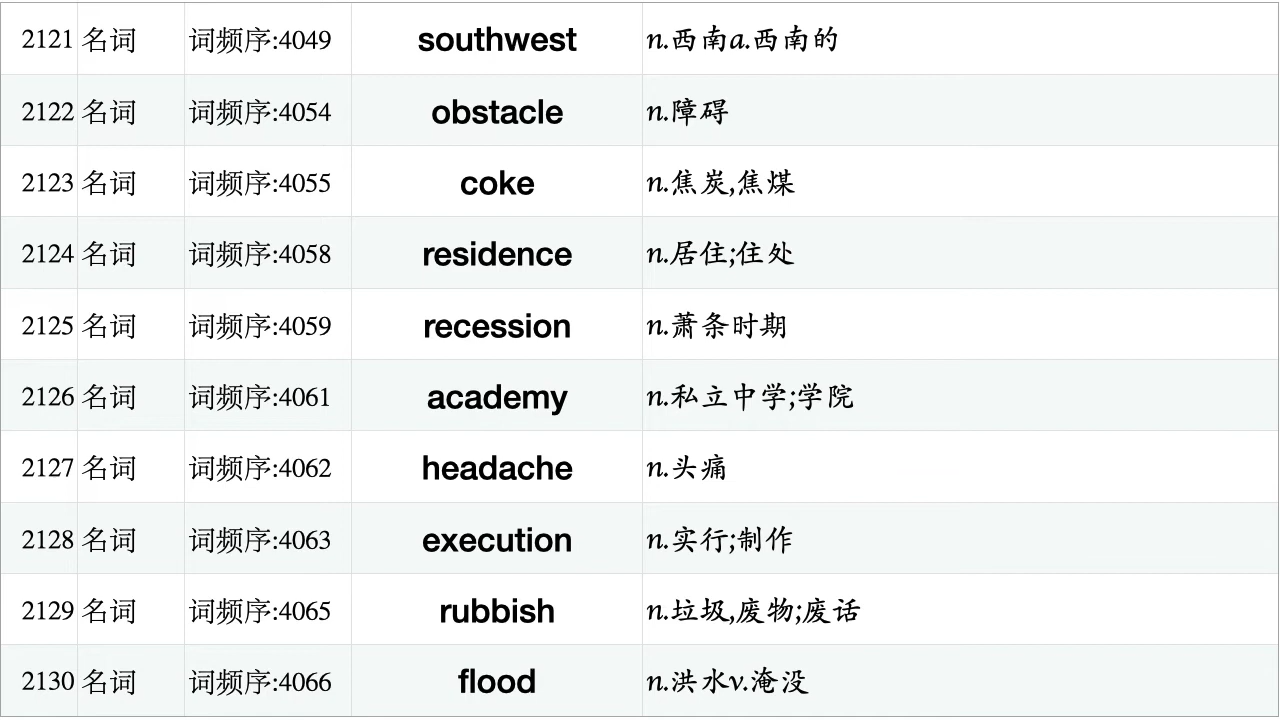 2121 名词 词频序:4049 southwest n.西南a.西南的
2122 名词 词频序:4054 obstacle n.障碍
2123 名词 词频序:4055 coke n.焦炭,焦煤
2124 名词 词频序:4058 residence n.居住;住处
2125 名词 词频序:4059 recession n.萧条时期
2126 名词 词频序:4061 academy n.私立中学;学院
2127 名词 词频序:4062 headache n.头痛
2128 名词 词频序:4063 execution n.实行;制作
2129 名词 词频序:4065 rubbish n.垃圾,废物;废话
2130 名词 词频序:4066 flood n.洪水v.淹没